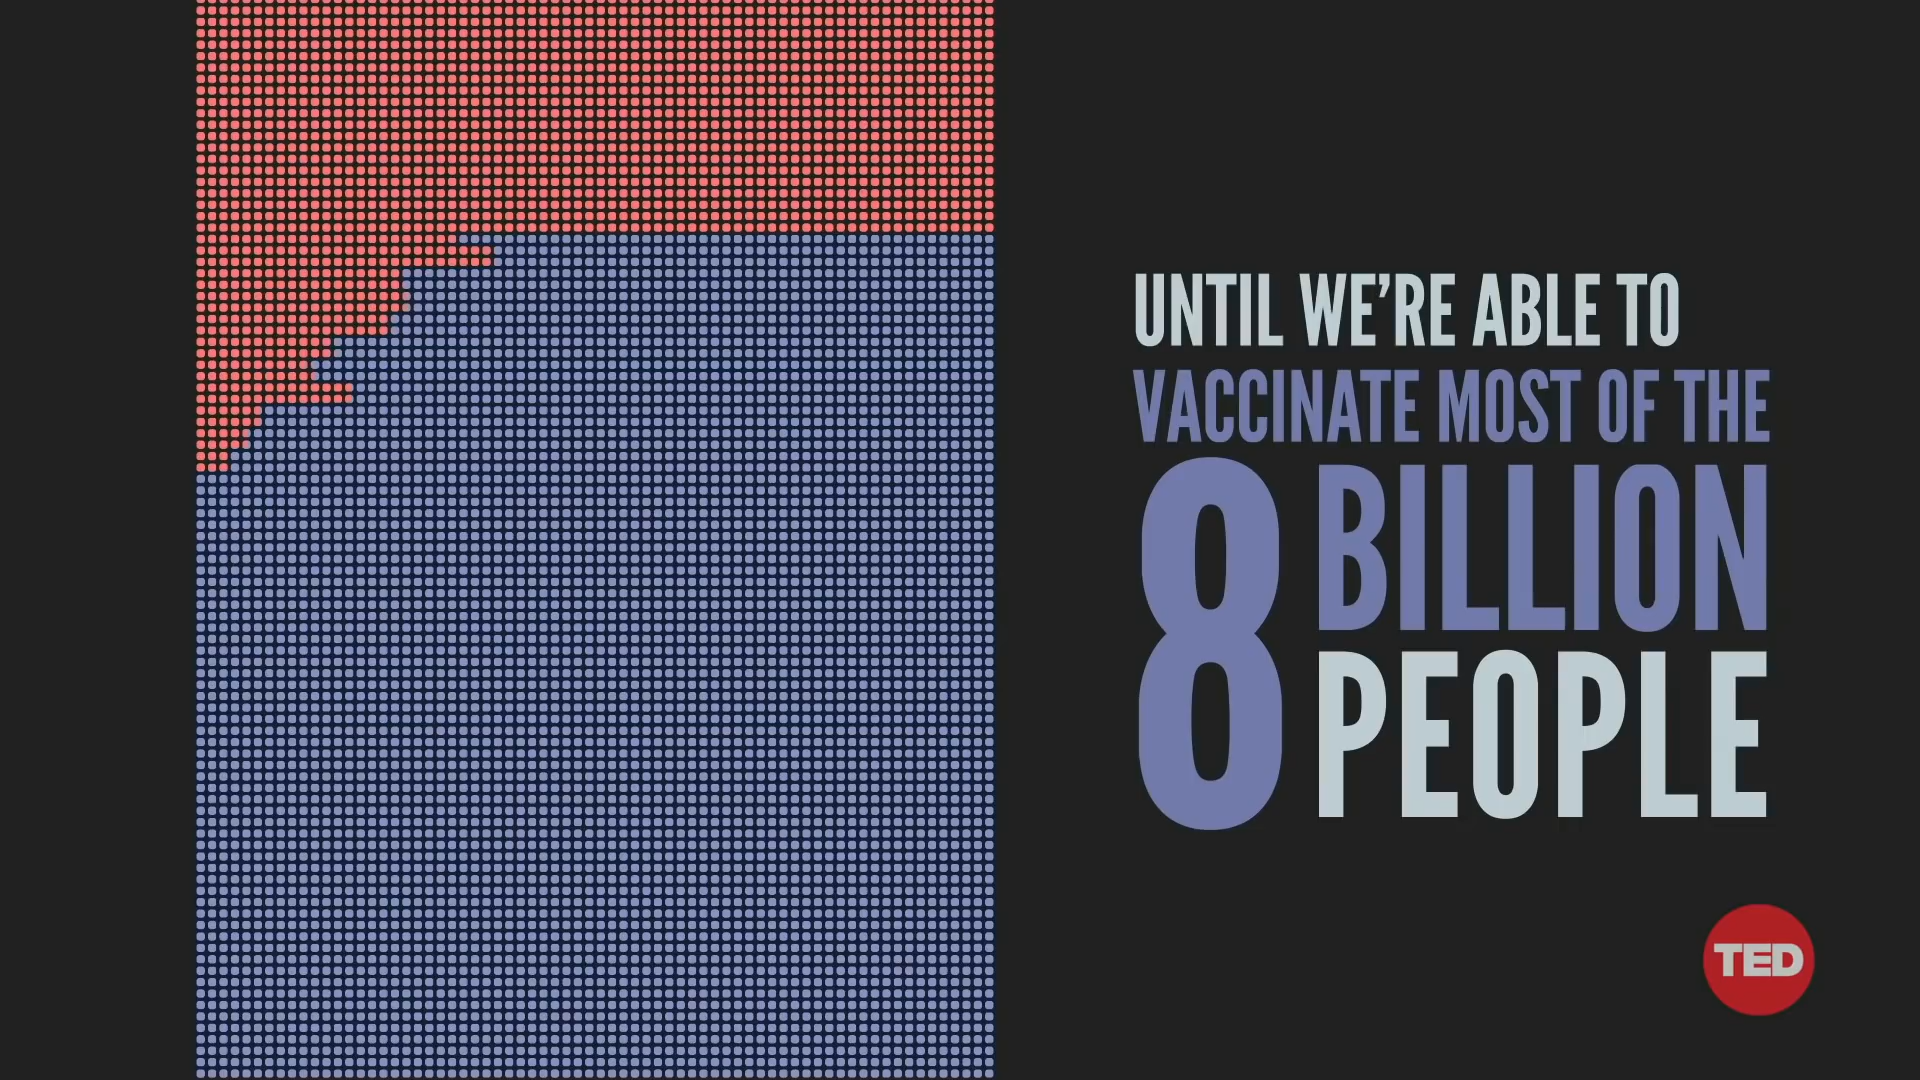 UNTIL WE'RE ABLE TO
VACCINATE MOST OF THE
8 BILLION
PEOPLE
TED